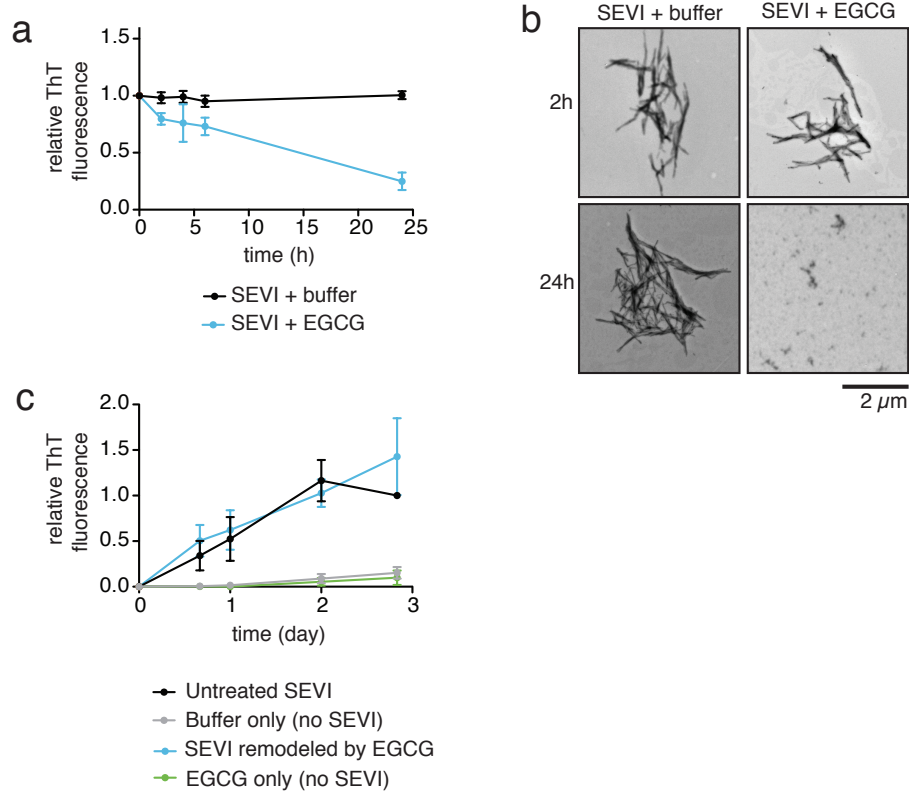 a
relative ThT
fluorescence
1.5
1.0
0.5
0.0
0 5 10 15 20 25
time (h)
SEVI + buffer
SEVI + EGCG
b
SEVI + buffer SEVI + EGCG
2h
24h
2 µm
c
relative ThT
fluorescence
2.0
1.5
1.0
0.5
0.0
0 1 2 3
time (day)
Untreated SEVI
Buffer only (no SEVI)
SEVI remodeled by EGCG
EGCG only (no SEVI)